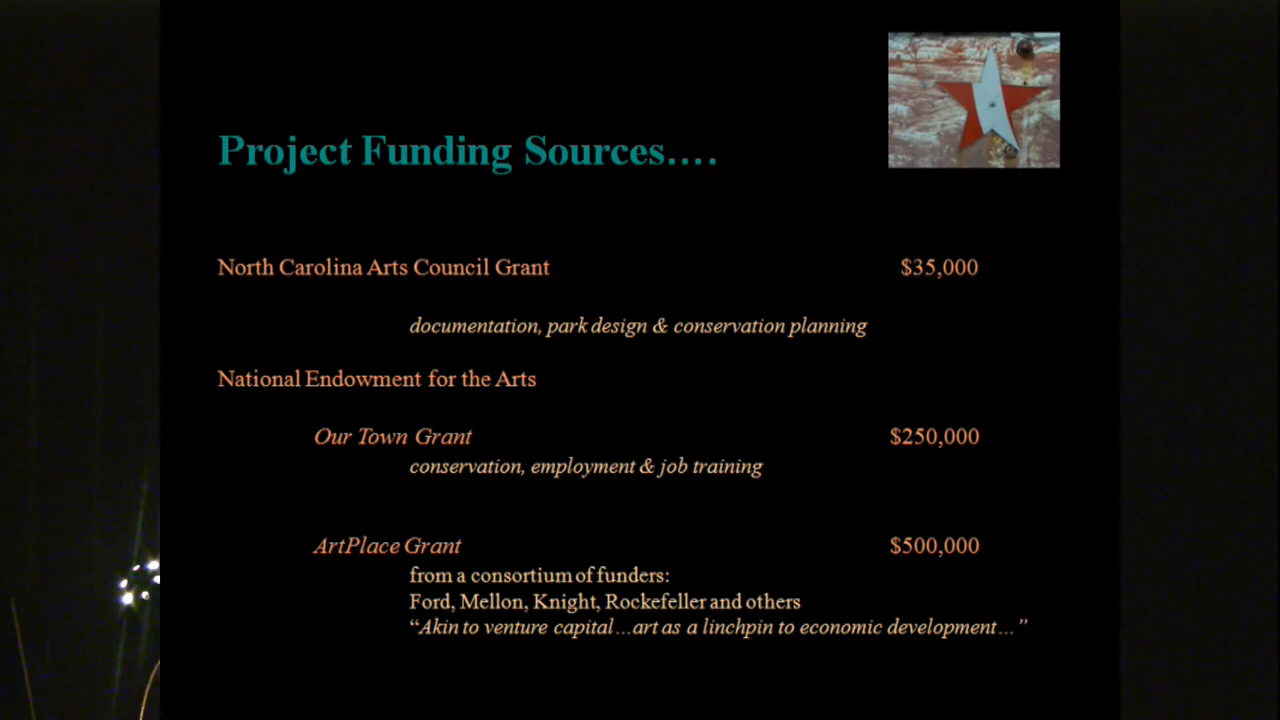 Project Funding Sources....
North Carolina Arts Council Grant $35,000
documentation, park design & conservation planning
National Endowment for the Arts
Our Town Grant $250,000
conservation, employment & job training
ArtPlace Grant $500,000
from a consortium of funders:
Ford, Mellon, Knight, Rockefeller and others
“Akin to venture capital…art as a linchpin to economic development…”